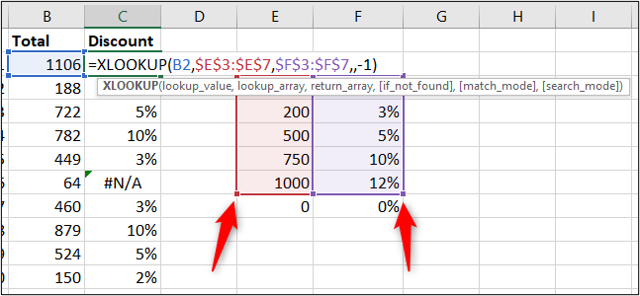 B C D E F G H I
Total Discount
1106 =XLOOKUP(B2,$E$3:$E$7,$F$3:$F$7,,-1)
188 XLOOKUP(lookup_value, lookup_array, return_array, [if_not_found], [match_mode], [search_mode])
722 5% 200 3%
782 10% 500 5%
449 3% 750 10%
64 #N/A 1000 12%
460 3% 0 0%
879 10%
524 5%
150 2%